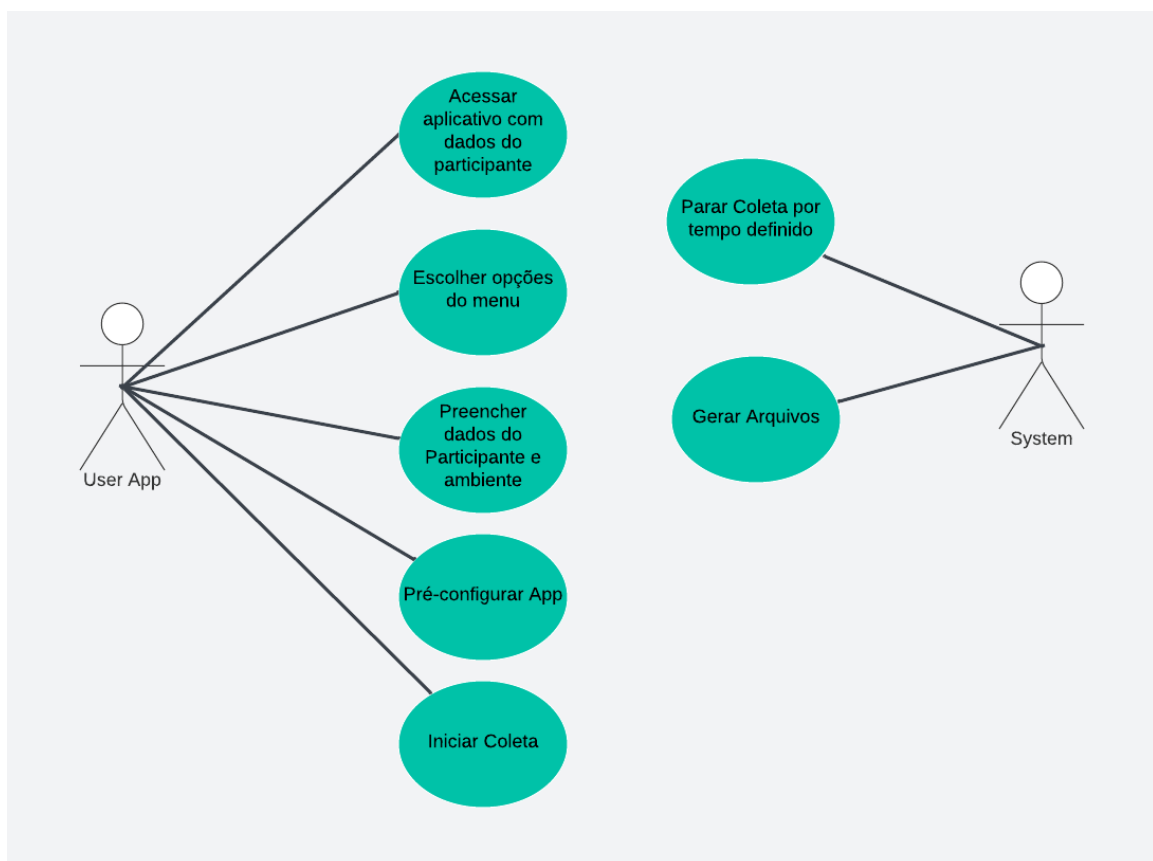 Acessar
aplicativo com
dados do
participante
Escolher opções
do menu
Preencher
dados do
Participante e
ambiente
Pré-configurar App
Iniciar Coleta
User App
Parar Coleta por
tempo definido
Gerar Arquivos
System